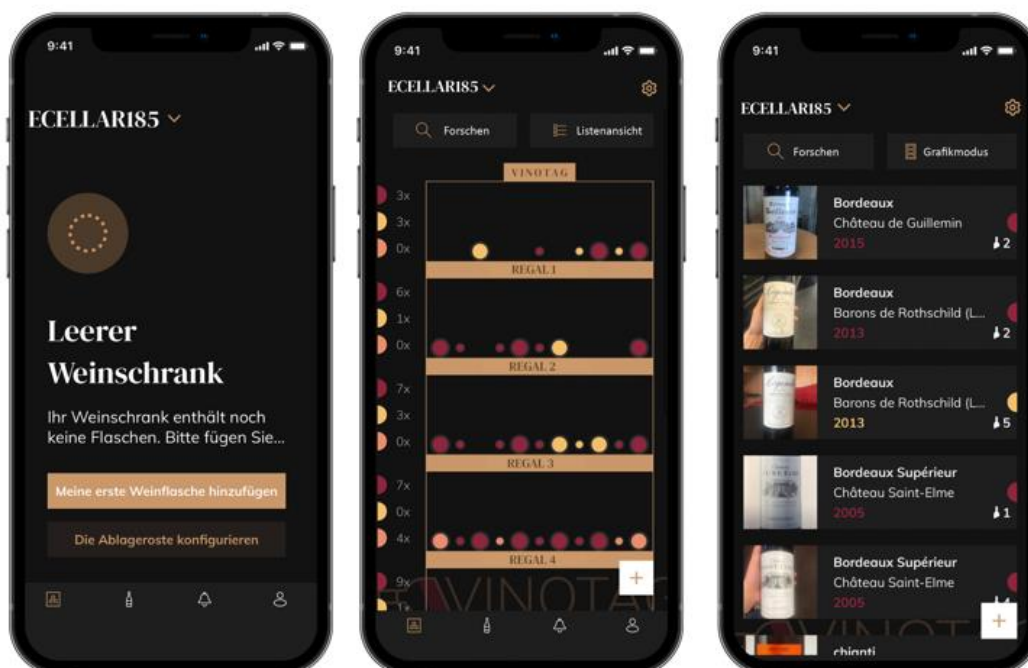 9:41
ECELLAR185
Leerer
Weinschrank
Ihr Weinschrank enthält noch
keine Flaschen. Bitte fügen Sie...
Meine erste Weinflasche hinzufügen
Die Ablageroste konfigurieren
9:41
ECELLAR185
Forschen
Listenansicht
VINOTAG
3x
3x
0x
REGAL 1
6x
1x
0x
REGAL 2
7x
3x
0x
REGAL 3
7x
0x
4x
REGAL 4
9x
VINOTAG
9:41
ECELLAR185
Forschen
Grafikmodus
Bordeaux
Château de Guillemin
2015
2
Bordeaux
Barons de Rothschild (L...
2013
2
Bordeaux
Barons de Rothschild (L...
2013
5
Bordeaux Supérieur
Château Saint-Elme
2005
1
Bordeaux Supérieur
Château Saint-Elme
2005
chianti